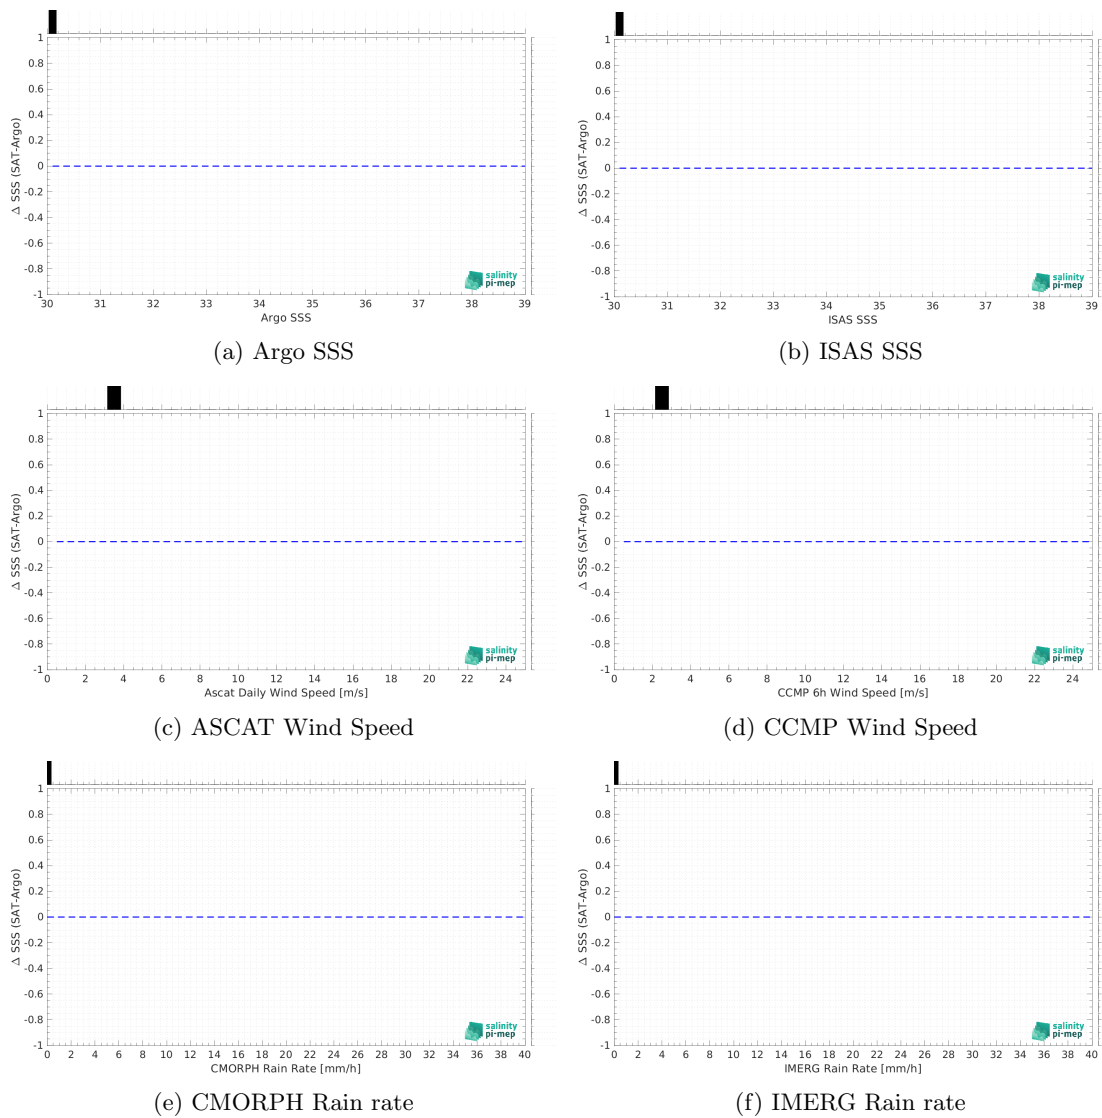 1
0.8
0.6
0.4
0.2
0
-0.2
-0.4
-0.6
-0.8
-1
Δ SSS (SAT-Argo)
30 31 32 33 34 35 36 37 38 39
Argo SSS
salinity
pi-mep
(a) Argo SSS
1
0.8
0.6
0.4
0.2
0
-0.2
-0.4
-0.6
-0.8
-1
Δ SSS (SAT-Argo)
30 31 32 33 34 35 36 37 38 39
ISAS SSS
salinity
pi-mep
(b) ISAS SSS
1
0.8
0.6
0.4
0.2
0
-0.2
-0.4
-0.6
-0.8
-1
Δ SSS (SAT-Argo)
0 2 4 6 8 10 12 14 16 18 20 22 24
Ascat Daily Wind Speed [m/s]
salinity
pi-mep
(c) ASCAT Wind Speed
1
0.8
0.6
0.4
0.2
0
-0.2
-0.4
-0.6
-0.8
-1
Δ SSS (SAT-Argo)
0 2 4 6 8 10 12 14 16 18 20 22 24
CCMP 6h Wind Speed [m/s]
salinity
pi-mep
(d) CCMP Wind Speed
1
0.8
0.6
0.4
0.2
0
-0.2
-0.4
-0.6
-0.8
-1
Δ SSS (SAT-Argo)
0 2 4 6 8 10 12 14 16 18 20 22 24 26 28 30 32 34 36 38 40
CMORPH Rain Rate [mm/h]
salinity
pi-mep
(e) CMORPH Rain rate
1
0.8
0.6
0.4
0.2
0
-0.2
-0.4
-0.6
-0.8
-1
Δ SSS (SAT-Argo)
0 2 4 6 8 10 12 14 16 18 20 22 24 26 28 30 32 34 36 38 40
IMERG Rain Rate [mm/h]
salinity
pi-mep
(f) IMERG Rain rate